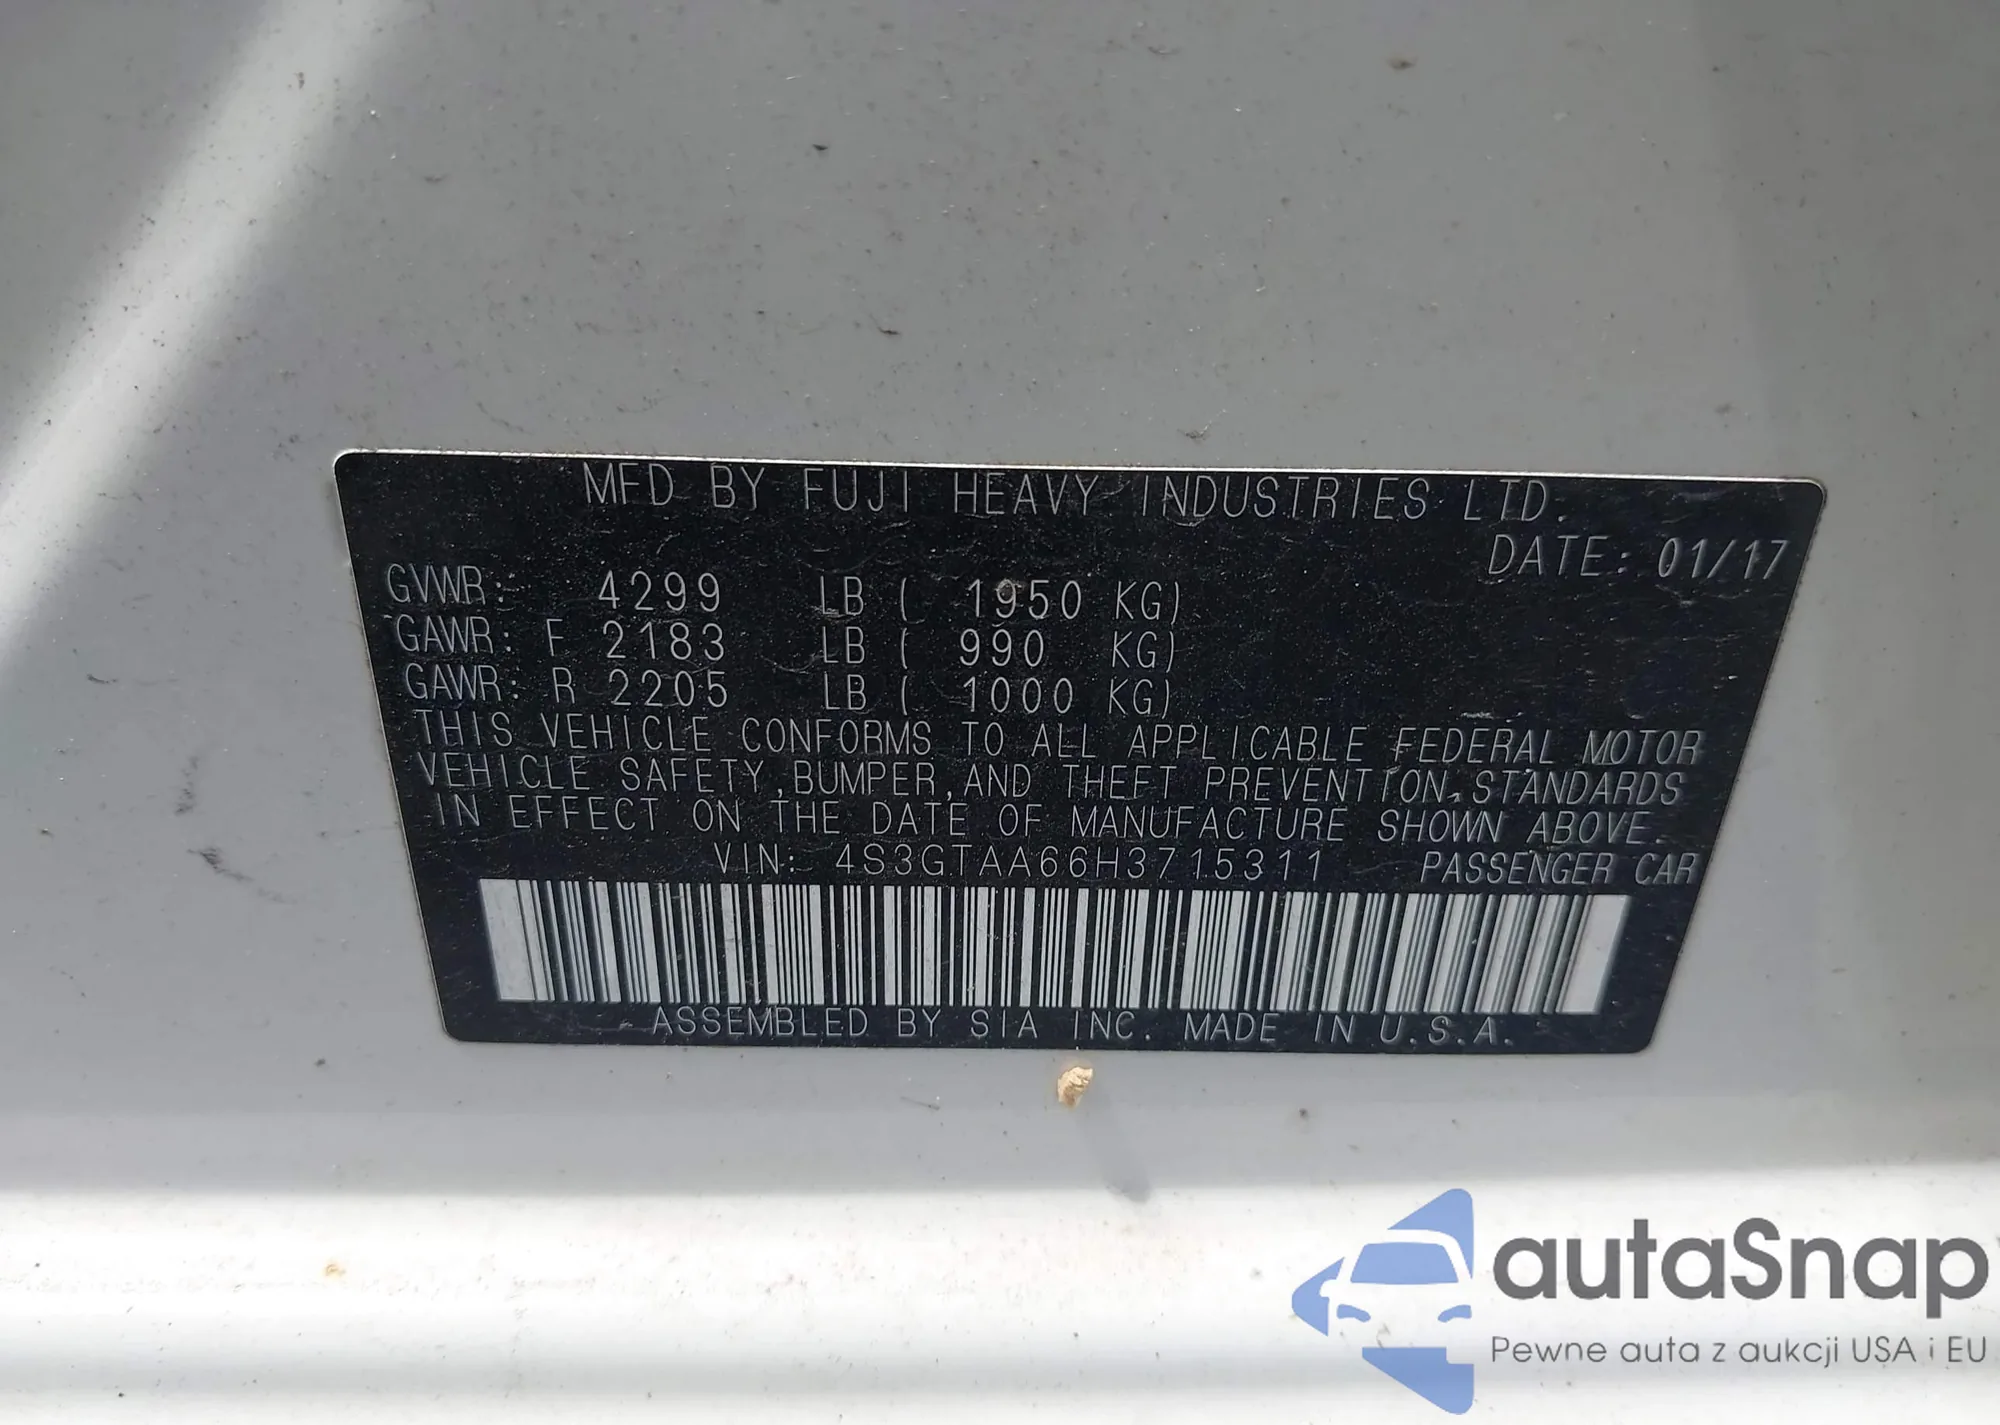 MFD BY FUJI HEAVY INDUSTRIES LTD.
DATE: 01/17
GVWR: 4299 LB ( 1950 KG)
GAWR: F 2183 LB ( 990 KG)
GAWR: R 2205 LB ( 1000 KG)
THIS VEHICLE CONFORMS TO ALL APPLICABLE FEDERAL MOTOR
VEHICLE SAFETY, BUMPER, AND THEFT PREVENTION STANDARDS
IN EFFECT ON THE DATE OF MANUFACTURE SHOWN ABOVE.
VIN: 4S3GTAA66H3715311 PASSENGER CAR
ASSEMBLED BY SIA INC. MADE IN U.S.A.
autaSnap
Pewne auta z aukcji USA i EU